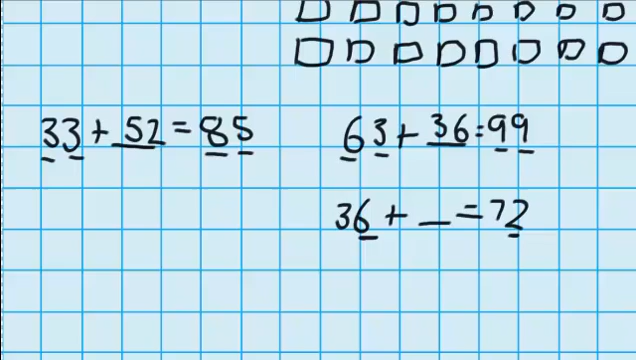 33 + 52 = 85
63 + 36 = 99
36 + __ = 72